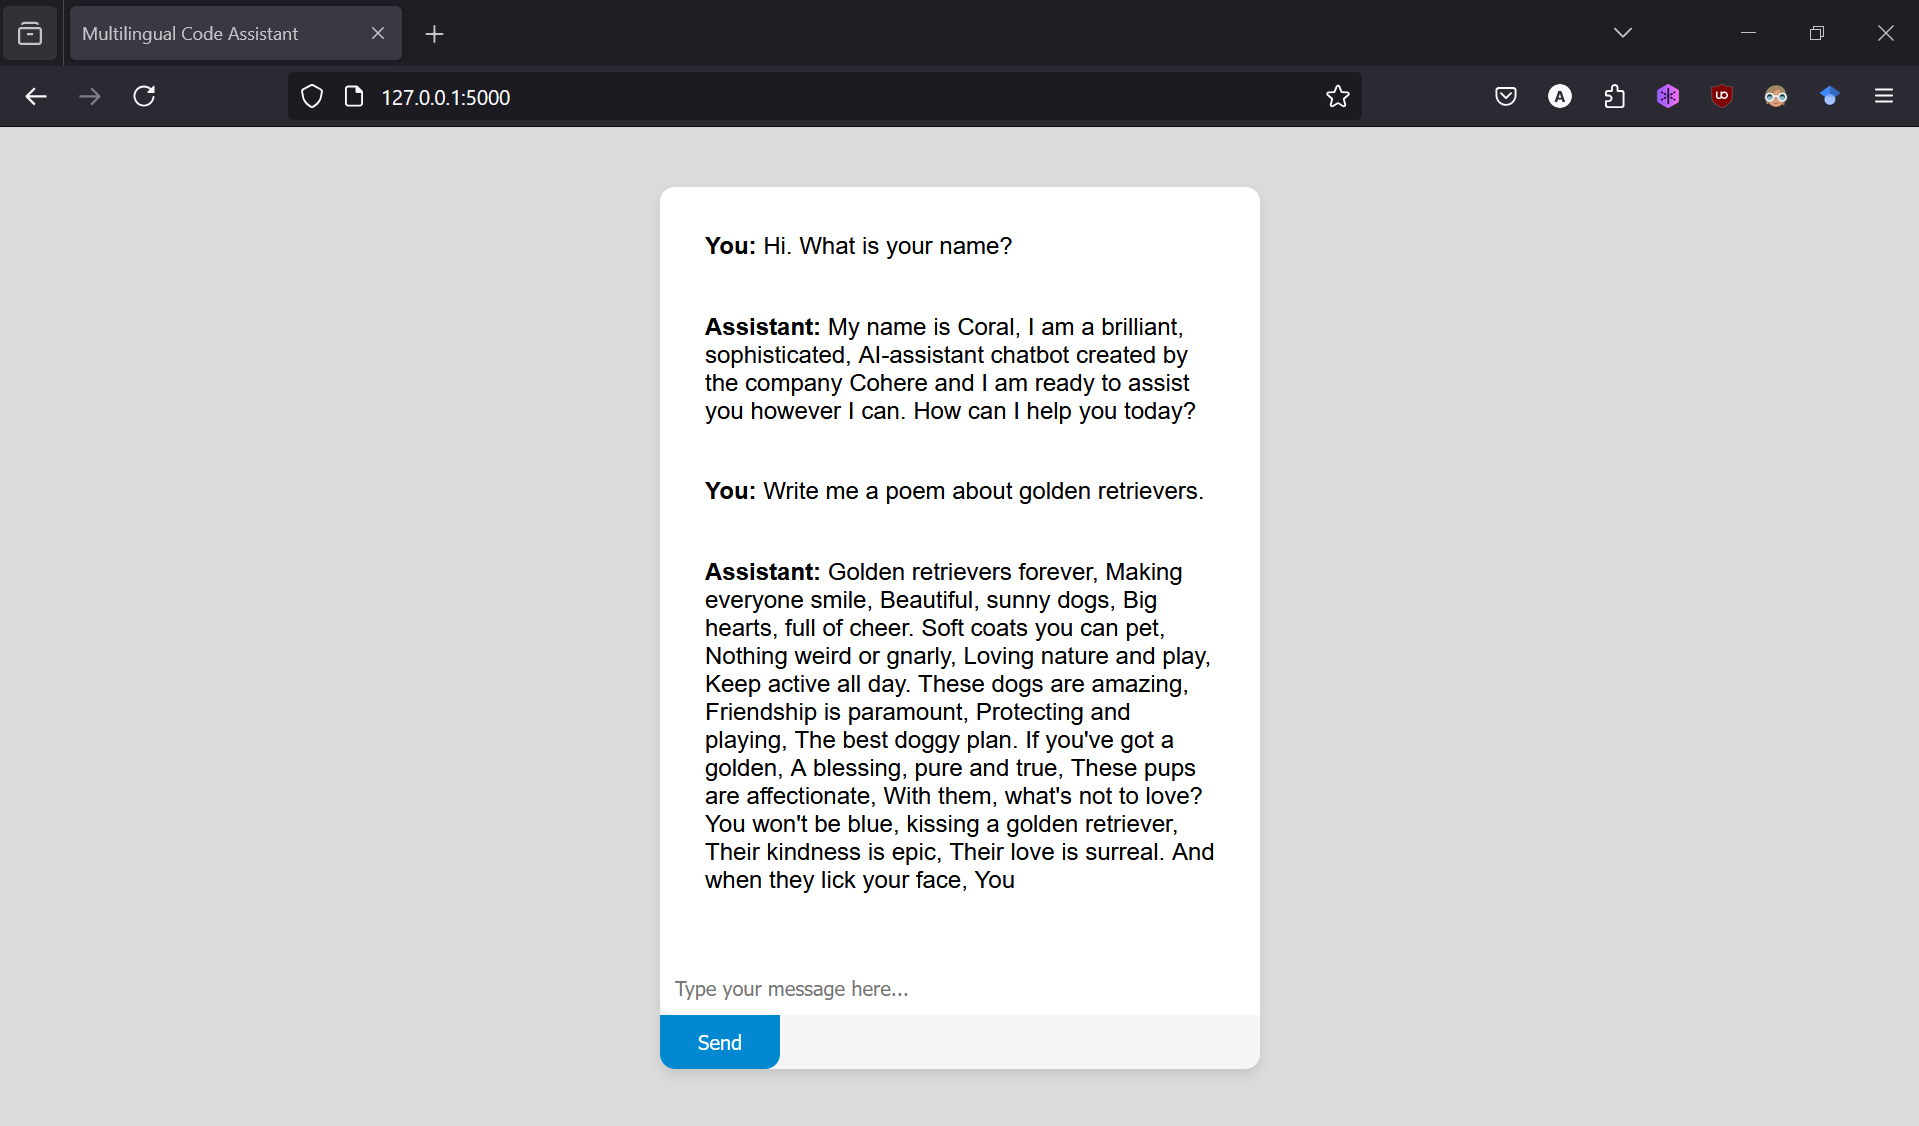 Multilingual Code Assistant
127.0.0.1:5000
A
You: Hi. What is your name?
Assistant: My name is Coral, I am a brilliant,
sophisticated, AI-assistant chatbot created by
the company Cohere and I am ready to assist
you however I can. How can I help you today?
You: Write me a poem about golden retrievers.
Assistant: Golden retrievers forever, Making
everyone smile, Beautiful, sunny dogs, Big
hearts, full of cheer. Soft coats you can pet,
Nothing weird or gnarly, Loving nature and play,
Keep active all day. These dogs are amazing,
Friendship is paramount, Protecting and
playing, The best doggy plan. If you've got a
golden, A blessing, pure and true, These pups
are affectionate, With them, what's not to love?
You won't be blue, kissing a golden retriever,
Their kindness is epic, Their love is surreal. And
when they lick your face, You
Type your message here...
Send